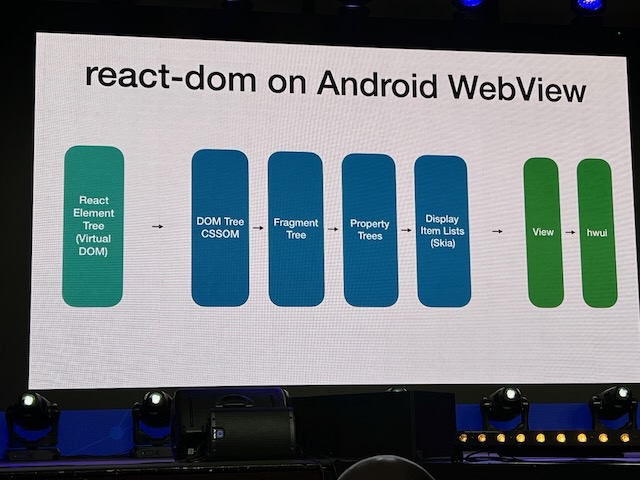 react-dom on Android WebView
React
Element
Tree
(Virtual
DOM)
DOM Tree
CSSOM
Fragment
Tree
Property
Trees
Display
Item Lists
(Skia)
View
hwui